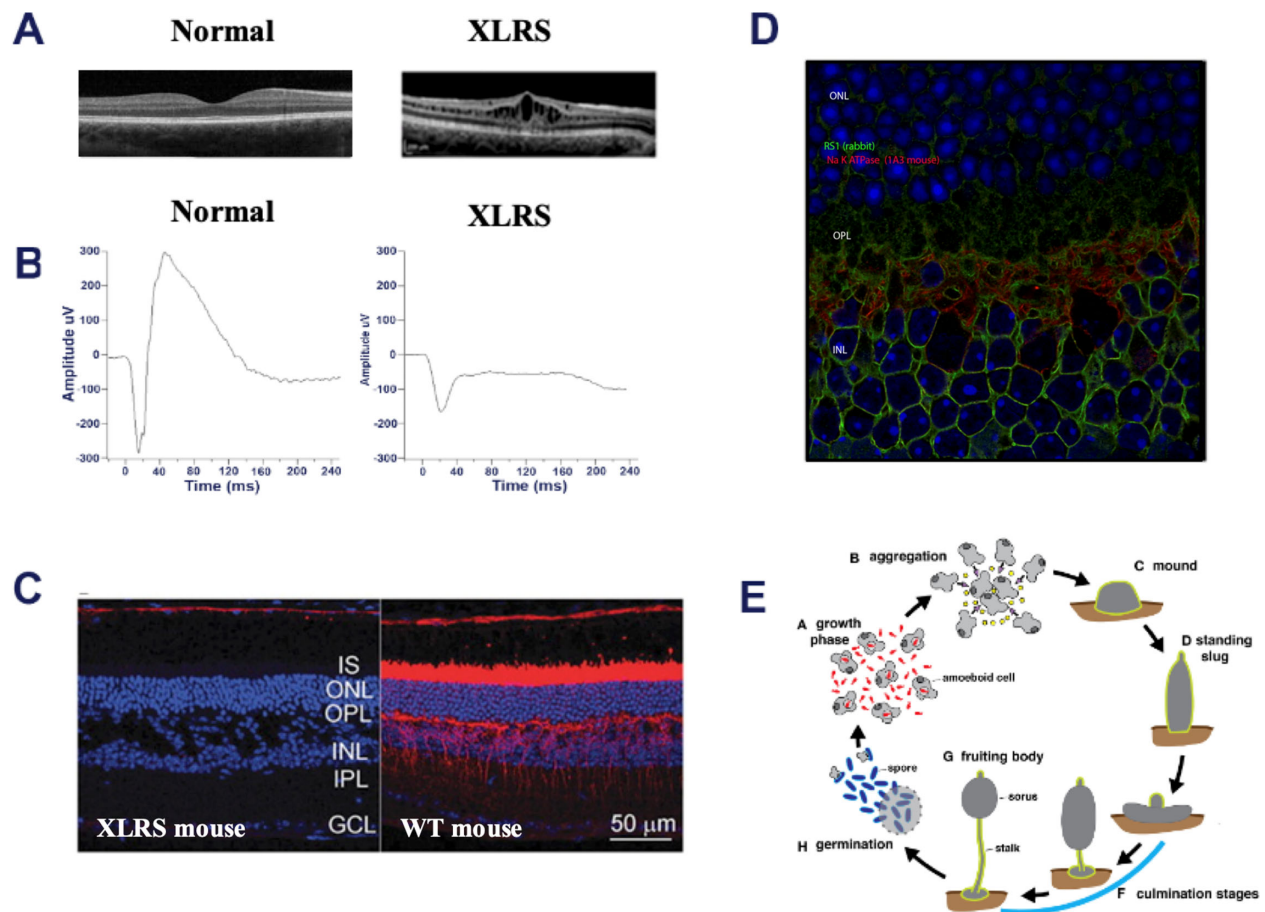 A
Normal
XLRS
B
Normal
XLRS
Amplitude uV
300
200
100
0
-100
-200
-300
0
40
80
120
160
200
240
Time (ms)
Amplitude uV
300
200
100
0
-100
-200
-300
0
40
80
120
160
200
240
Time (ms)
C
IS
ONL
OPL
INL
IPL
GCL
XLRS mouse
WT mouse
50 µm
D
ONL
RS1 (rabbit)
Na K ATPase (1A3 mouse)
OPL
INL
E
B aggregation
C mound
A growth
phase
D standing
slug
amoeboid cell
G fruiting body
spore
sorus
stalk
H germination
F culmination stages